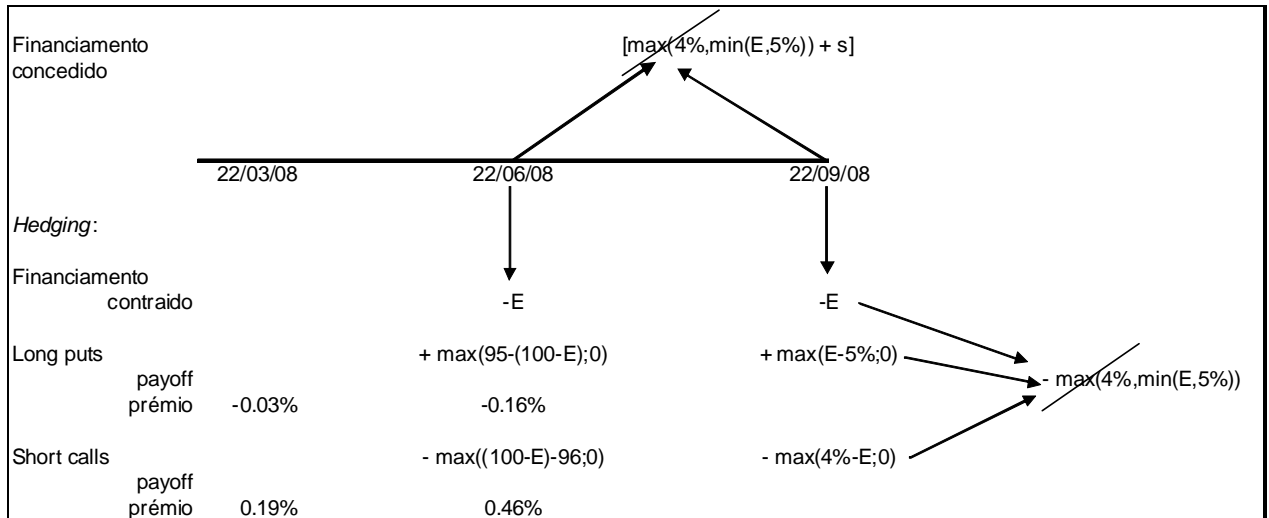 Financiamento [max(4%,min(E,5%)) + s]
concedido
22/03/08 22/06/08 22/09/08
Hedging:
Financiamento
contraido -E -E
Long puts + max(95-(100-E);0) + max(E-5%;0)
payoff - max(4%,min(E,5%))
prémio -0.03% -0.16%
Short calls - max((100-E)-96;0) - max(4%-E;0)
payoff
prémio 0.19% 0.46%